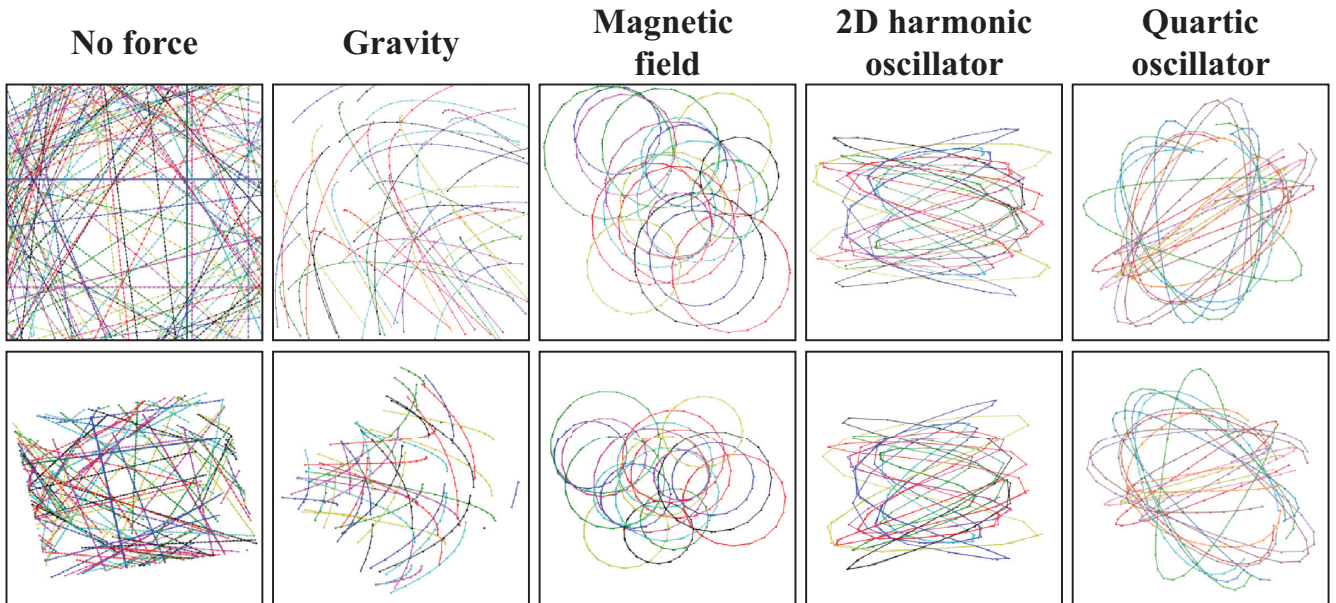 No force
Gravity
Magnetic
field
2D harmonic
oscillator
Quartic
oscillator